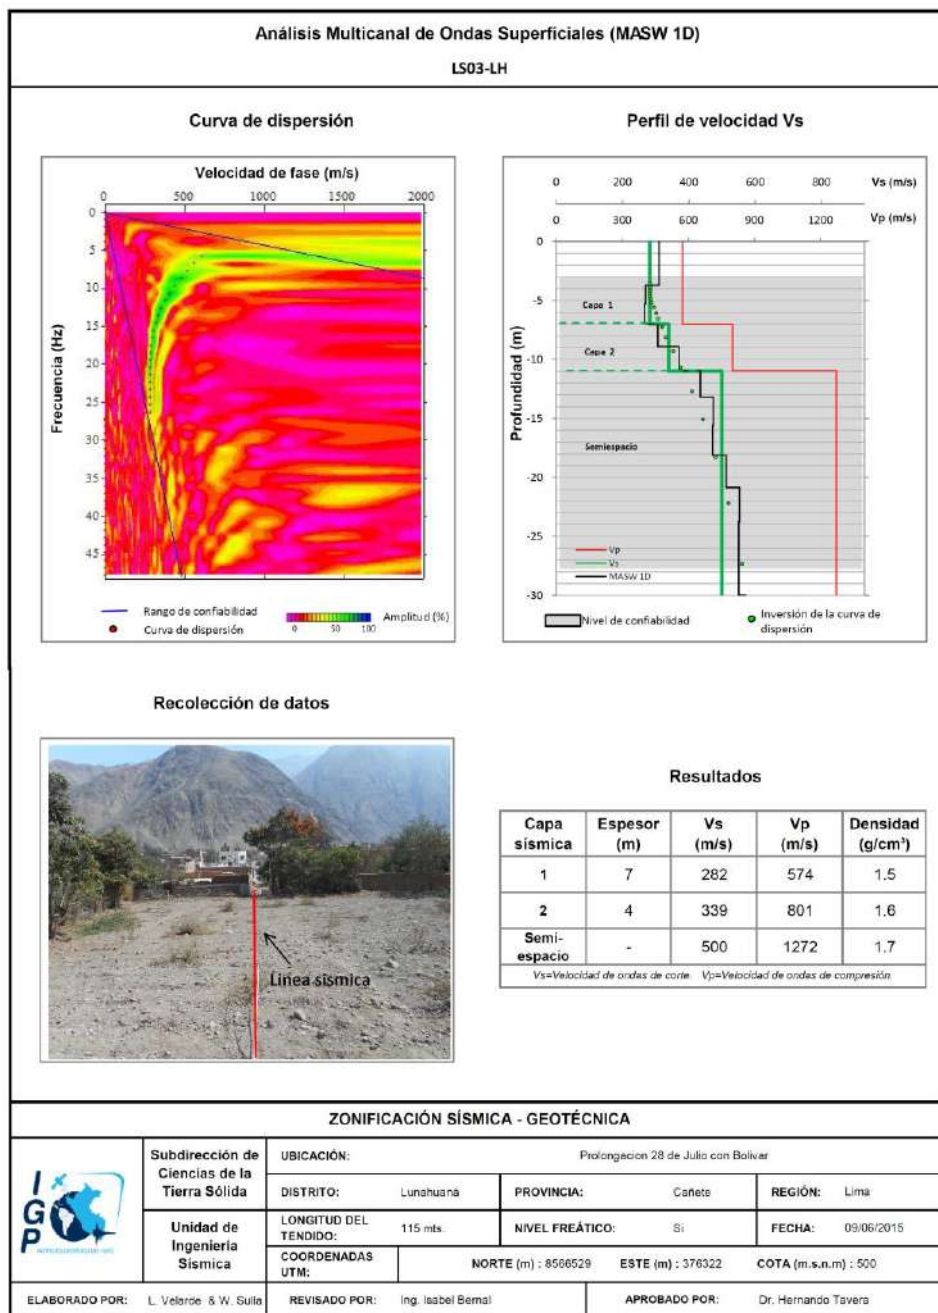 Análisis Multicanal de Ondas Superficiales (MASW 1D)
LS03-LH
Curva de dispersión
Velocidad de fase (m/s)
0 500 1000 1500 2000
Frecuencia (Hz)
0
5
10
15
20
25
30
35
40
45
Rango de confiabilidad
Curva de dispersión
Amplitud (%)
0 50 100
Perfil de velocidad Vs
0 200 400 600 800 Vs (m/s)
0 300 600 900 1200 Vp (m/s)
Profundidad (m)
0
-5
-10
-15
-20
-25
-30
Capa 1
Capa 2
Semiespacio
Vp
Vs
MASW 1D
Nivel de confiabilidad
Inversión de la curva de
dispersión
Recolección de datos
Linea sísmica
Resultados
Capa sísmica Espesor (m) Vs (m/s) Vp (m/s) Densidad (g/cm³)
1 7 282 574 1.5
2 4 339 801 1.6
Semi-espacio - 500 1272 1.7
Vs=Velocidad de ondas de corte. Vp=Velocidad de ondas de compresión
ZONIFICACIÓN SÍSMICA - GEOTÉCNICA
IGP
Subdirección de
Ciencias de la
Tierra Sólida
Unidad de
Ingeniería
Sísmica
UBICACIÓN: Prolongacion 28 de Julio con Bolivar
DISTRITO: Lunahuaná PROVINCIA: Cañete REGIÓN: Lima
LONGITUD DEL TENDIDO: 115 mts. NIVEL FREÁTICO: Si FECHA: 09/06/2015
COORDENADAS UTM: NORTE (m) : 8566529 ESTE (m) : 376322 COTA (m.s.n.m) : 500
ELABORADO POR: L. Velarde & W. Sulla REVISADO POR: Ing. Isabel Bernal APROBADO POR: Dr. Hernando Tavera